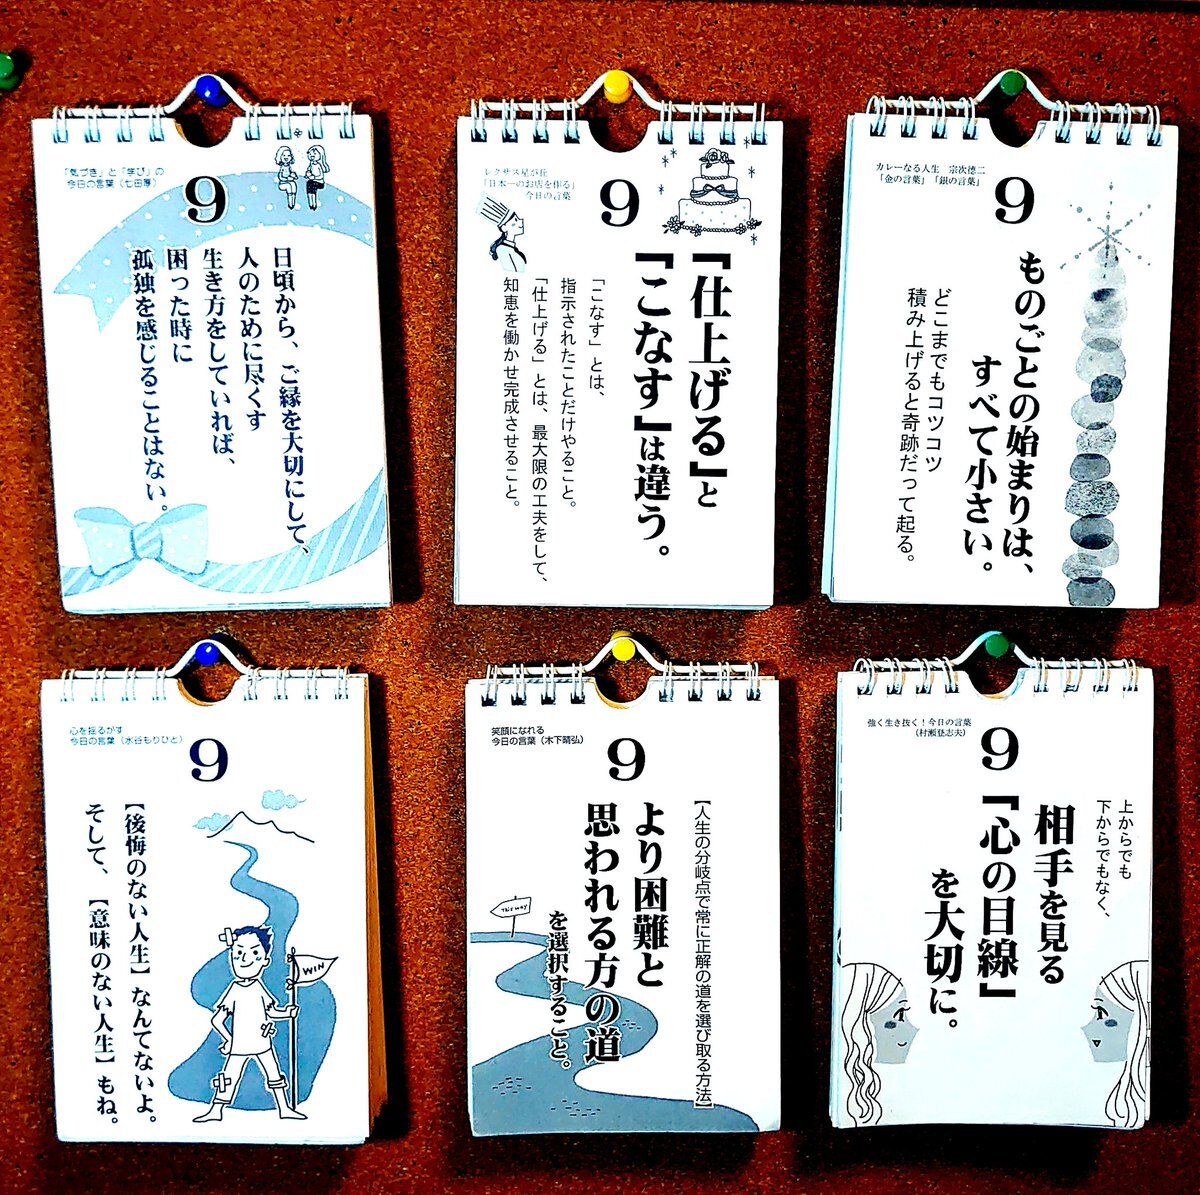 「気づき」と「学び」の
今日の言葉（七田厚）
9
日頃から、ご縁を大切にして、
人のために尽くす
生き方をしていれば、
困った時に
孤独を感じることはない。
レクサス星が丘
「日本一のお店を作る」
今日の言葉
9
『仕上げる』と
『こなす』は違う。
「こなす」とは、
指示されたことだけやること。
「仕上げる」とは、最大限の工夫をして、
知恵を働かせ完成させること。
カレーなる人生　宗次徳二
「金の言葉」「銀の言葉」
9
ものごとの始まりは、
すべて小さい。
どこまでもコツコツ
積み上げると奇跡だって起る。
心を揺るがす
今日の言葉（水谷もりひと）
9
【後悔のない人生】なんてないよ。
そして、【意味のない人生】もね。
WIN
笑顔になれる
今日の言葉（木下晴弘）
9
【人生の分岐点で常に正解の道を選び取る方法】
より困難と
思われる方の道
を選択すること。
THIS WAY
強く生き抜く！今日の言葉
（村瀬登志夫）
9
上からでも
下からでもなく、
相手を見る
『心の目線』
を大切に。